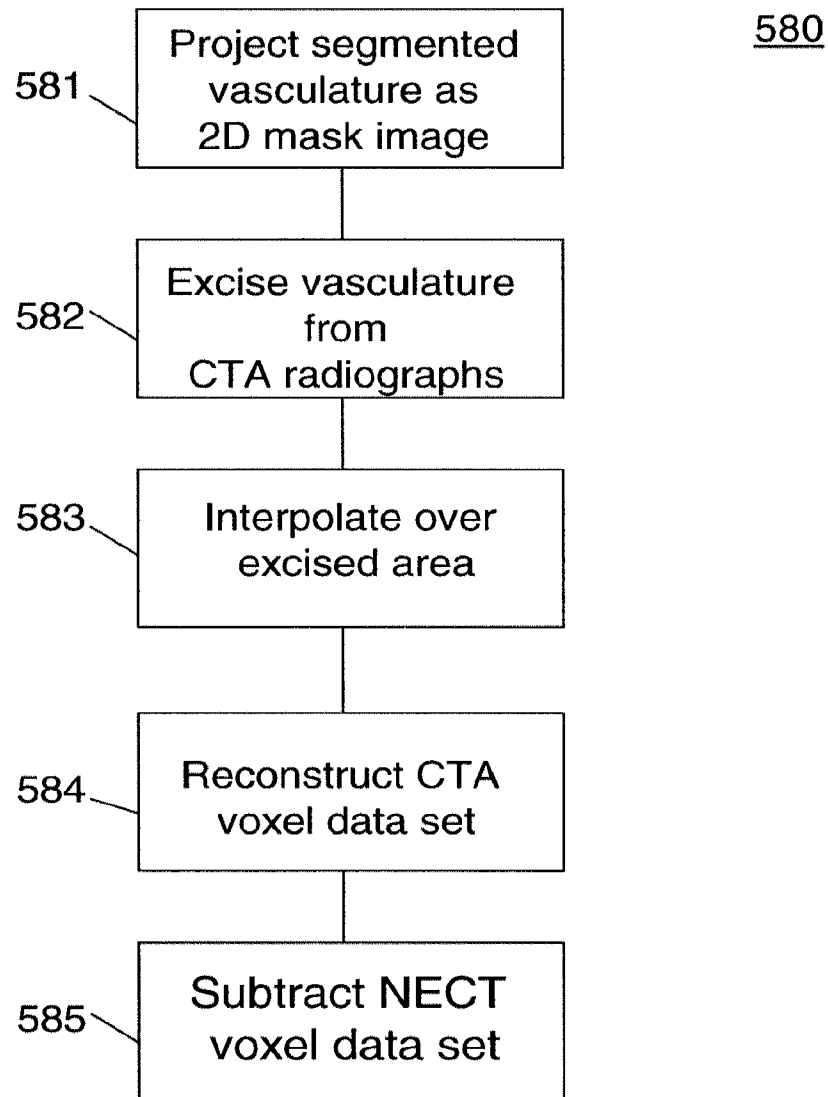 580
581
Project segmented
vasculature as
2D mask image
582
Excise vasculature
from
CTA radiographs
583
Interpolate over
excised area
584
Reconstruct CTA
voxel data set
585
Subtract NECT
voxel data set